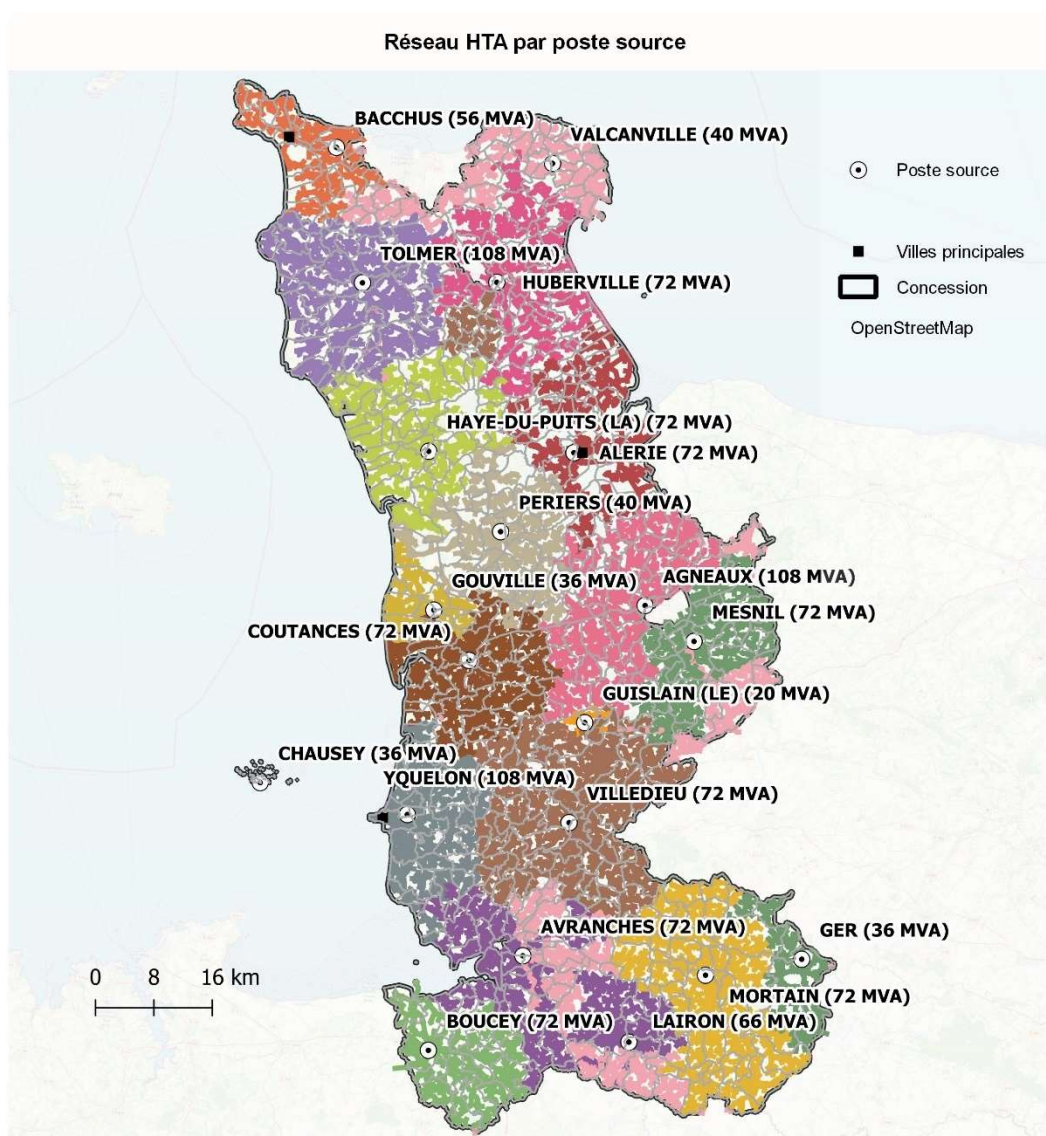 Réseau HTA par poste source
BACCHUS (56 MVA)
VALCANVILLE (40 MVA)
Poste source
TOLMER (108 MVA)
Villes principales
HUBERVILLE (72 MVA)
Concession
OpenStreetMap
HAYE-DU-PUITS (LA) (72 MVA)
ALERIE (72 MVA)
PERIERS (40 MVA)
GOUVILLE (36 MVA)
AGNEAUX (108 MVA)
MESNIL (72 MVA)
COUTANCES (72 MVA)
GUISLAIN (LE) (20 MVA)
CHAUSEY (36 MVA)
YQUELON (108 MVA)
VILLEDIEU (72 MVA)
AVRANCHES (72 MVA)
GER (36 MVA)
0 8 16 km
MORTAIN (72 MVA)
BOUCEY (72 MVA)
LAIRON (66 MVA)